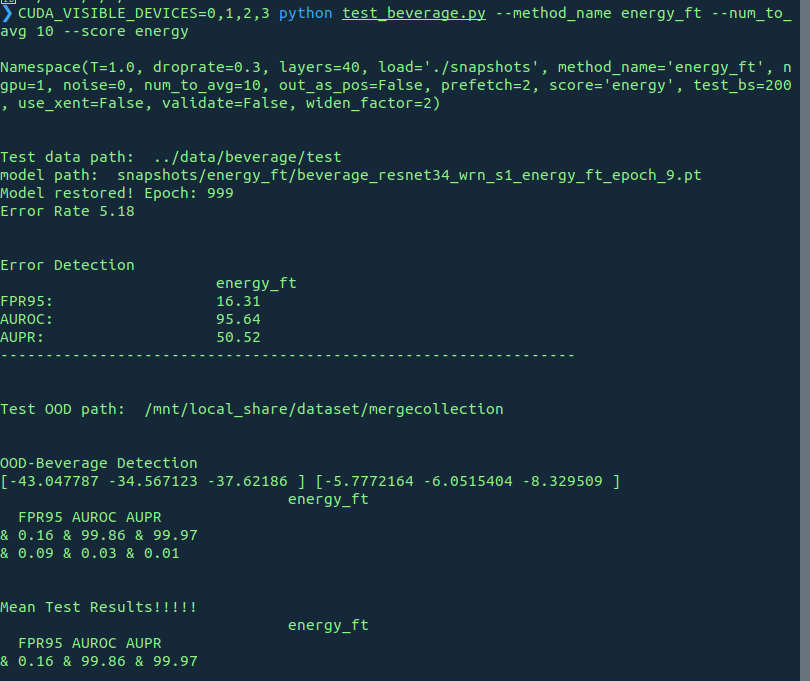 ❯ CUDA_VISIBLE_DEVICES=0,1,2,3 python test_beverage.py --method_name energy_ft --num_to_
avg 10 --score energy
Namespace(T=1.0, droprate=0.3, layers=40, load='./snapshots', method_name='energy_ft', n
gpu=1, noise=0, num_to_avg=10, out_as_pos=False, prefetch=2, score='energy', test_bs=200
, use_xent=False, validate=False, widen_factor=2)
Test data path:  ../data/beverage/test
model path:  snapshots/energy_ft/beverage_resnet34_wrn_s1_energy_ft_epoch_9.pt
Model restored! Epoch: 999
Error Rate 5.18
Error Detection
energy_ft
FPR95: 16.31
AUROC: 95.64
AUPR: 50.52
----------------------------------------------------------------
Test OOD path:  /mnt/local_share/dataset/mergecollection
OOD-Beverage Detection
[-43.047787 -34.567123 -37.62186 ] [-5.7772164 -6.0515404 -8.329509 ]
energy_ft
FPR95 AUROC AUPR
& 0.16 & 99.86 & 99.97
& 0.09 & 0.03 & 0.01
Mean Test Results!!!!!
energy_ft
FPR95 AUROC AUPR
& 0.16 & 99.86 & 99.97